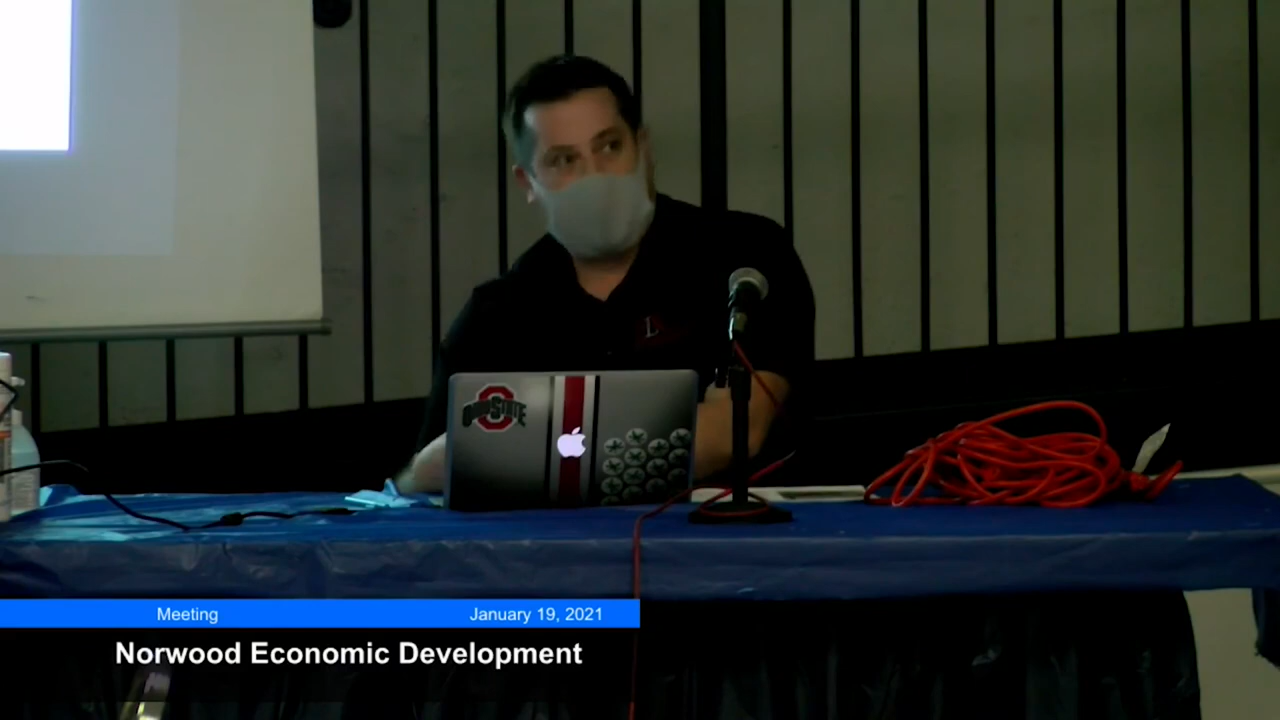 L
OHIO STATE
Meeting January 19, 2021
Norwood Economic Development